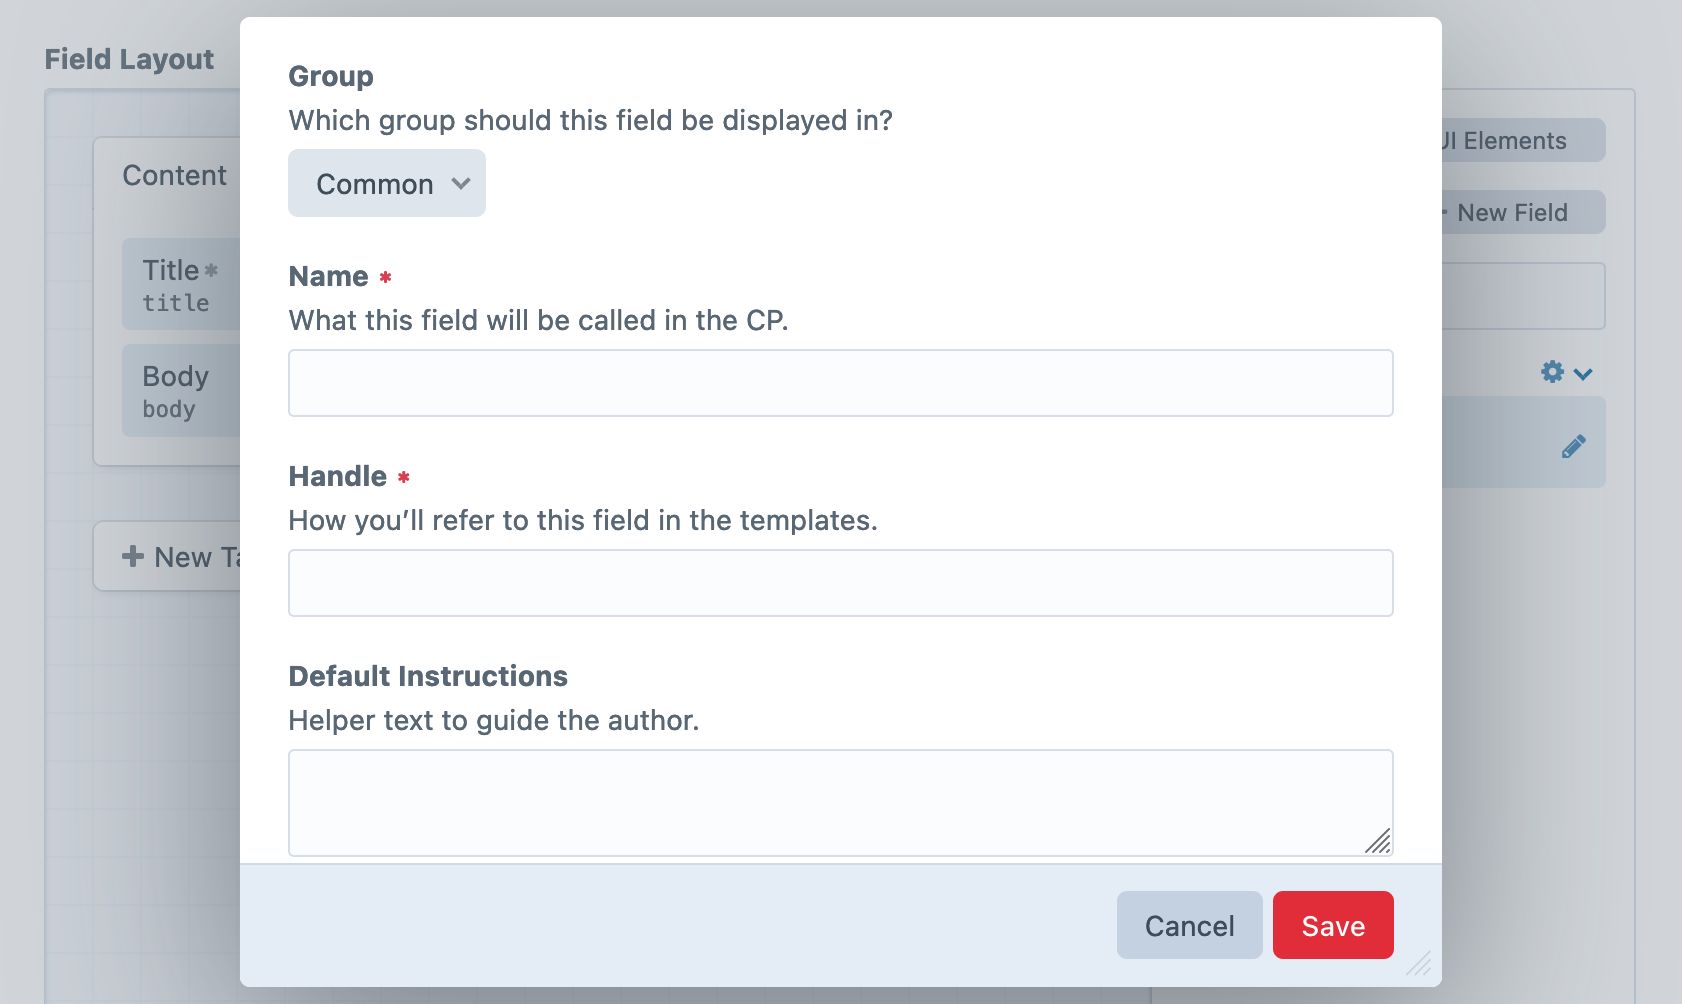 Field Layout
Content
Title *
title
Body
body
New
UI Elements
New Field
Group
Which group should this field be displayed in?
Common
Name *
What this field will be called in the CP.
Handle *
How you’ll refer to this field in the templates.
Default Instructions
Helper text to guide the author.
Cancel
Save